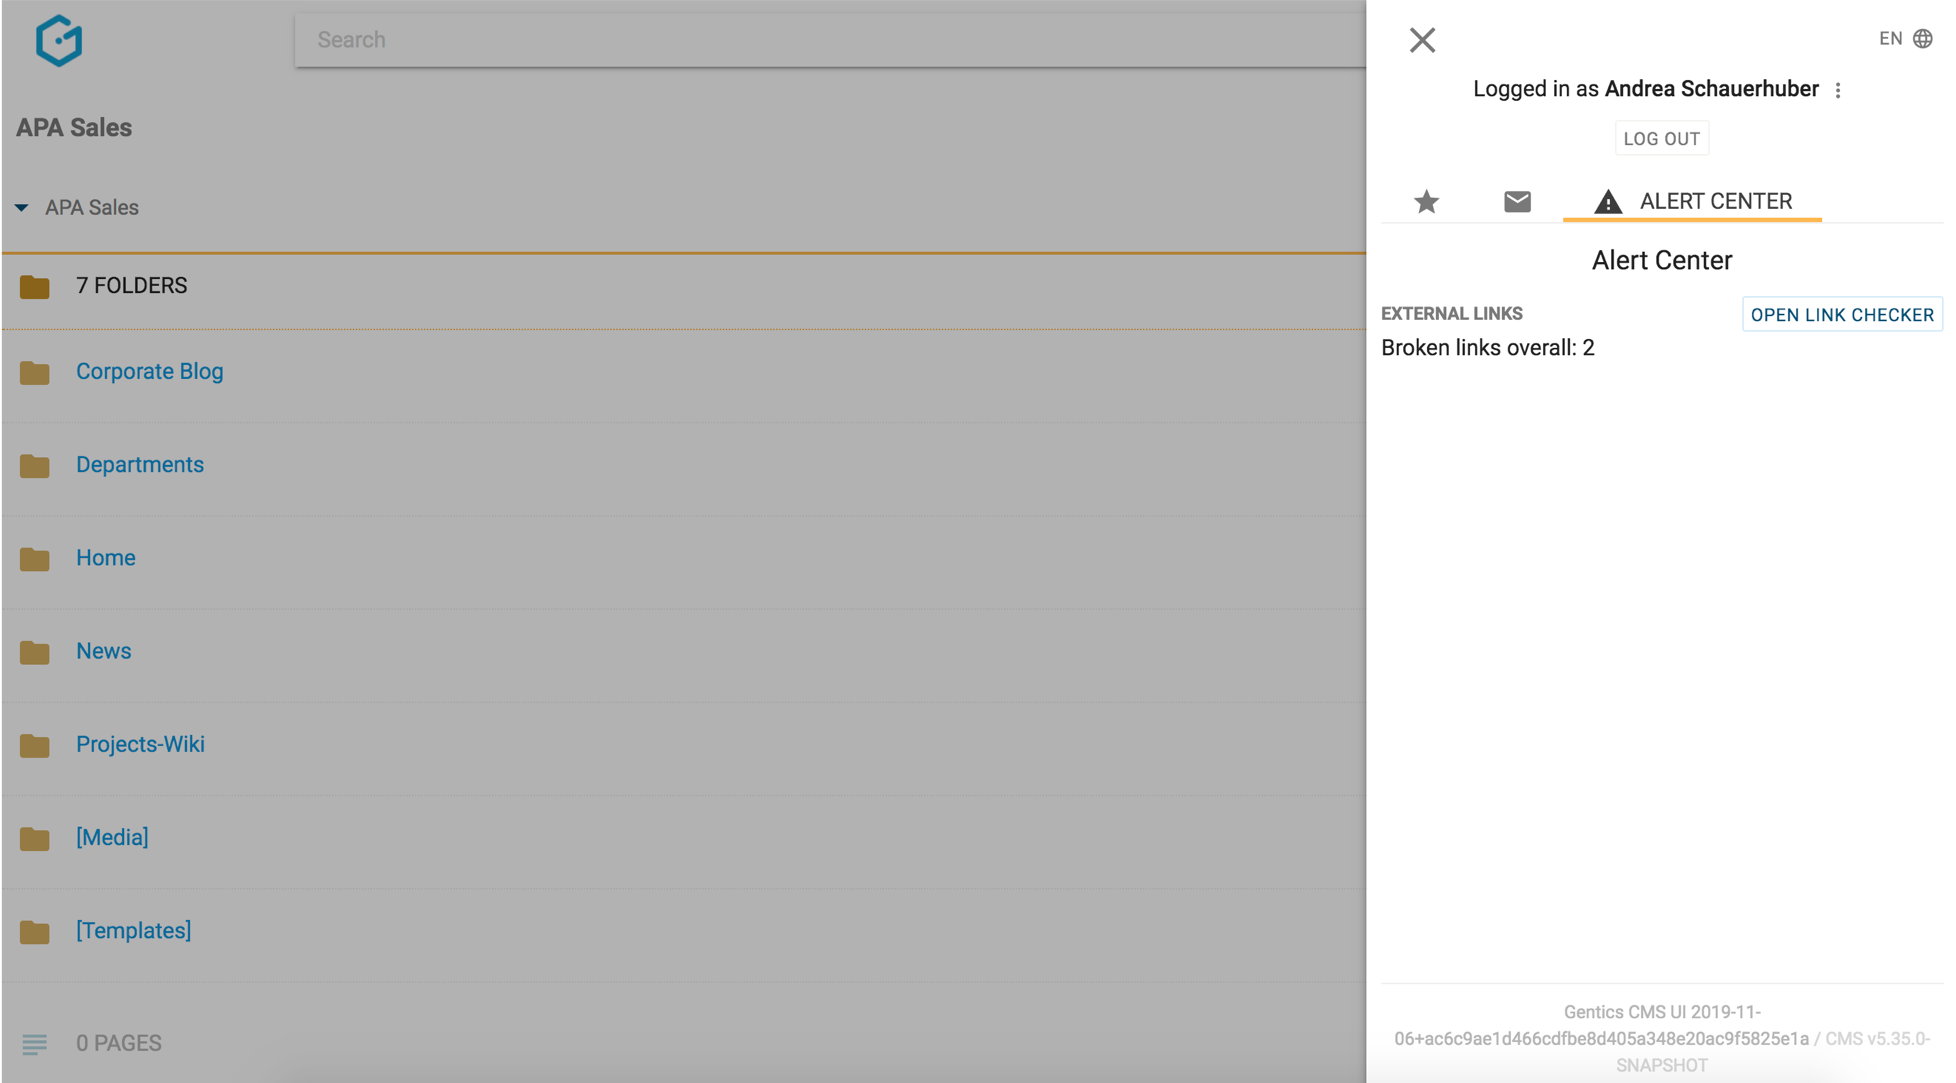 Search
APA Sales
APA Sales
7 FOLDERS
Corporate Blog
Departments
Home
News
Projects-Wiki
[Media]
[Templates]
0 PAGES
EN
Logged in as Andrea Schauerhuber
LOG OUT
ALERT CENTER
Alert Center
EXTERNAL LINKS
OPEN LINK CHECKER
Broken links overall: 2
Gentics CMS UI 2019-11-
06+ac6c9ae1d466cdfbe8d405a348e20ac9f5825e1a / CMS v5.35.0-
SNAPSHOT